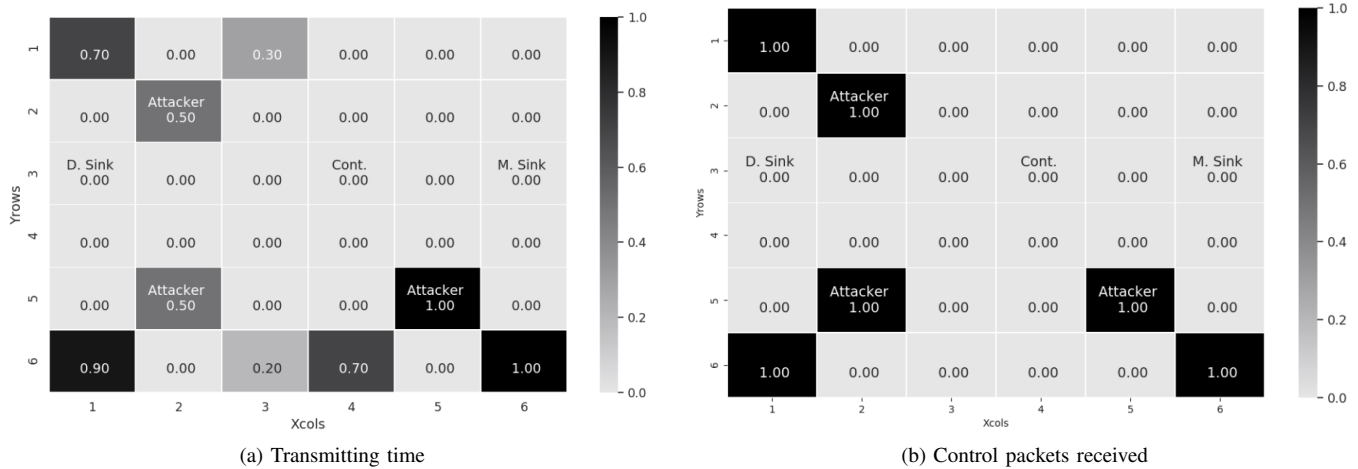 1 0.70 0.00 0.30 0.00 0.00 0.00
Attacker
2 0.00 0.50 0.00 0.00 0.00 0.00
D. Sink Cont. M. Sink
3 0.00 0.00 0.00 0.00 0.00 0.00
4 0.00 0.00 0.00 0.00 0.00 0.00
Attacker Attacker
5 0.00 0.50 0.00 0.00 1.00 0.00
6 0.90 0.00 0.20 0.70 0.00 1.00
1 2 3 4 5 6
Xcols
Yrows
1.0
0.8
0.6
0.4
0.2
0.0
(a) Transmitting time
1 1.00 0.00 0.00 0.00 0.00 0.00
Attacker
2 0.00 1.00 0.00 0.00 0.00 0.00
D. Sink Cont. M. Sink
3 0.00 0.00 0.00 0.00 0.00 0.00
4 0.00 0.00 0.00 0.00 0.00 0.00
Attacker Attacker
5 0.00 1.00 0.00 0.00 1.00 0.00
6 1.00 0.00 0.00 0.00 0.00 1.00
1 2 3 4 5 6
Xcols
Yrows
1.0
0.8
0.6
0.4
0.2
0.0
(b) Control packets received